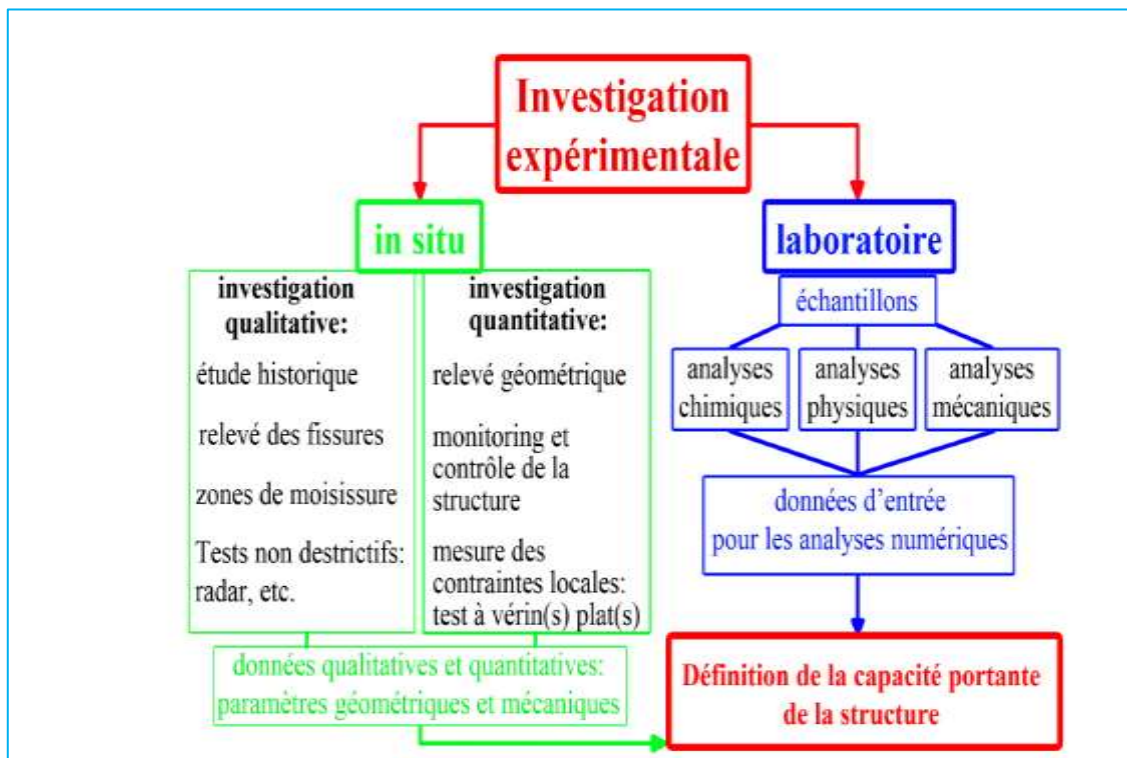 Investigation
expérimentale
in situ
investigation
qualitative:
étude historique
relevé des fissures
zones de moisissure
Tests non destrictifs:
radar, etc.
investigation
quantitative:
relevé géométrique
monitoring et
contrôle de la
structure
mesure des
contraintes locales:
test à vérin(s) plat(s)
données qualitatives et quantitatives:
paramètres géométriques et mécaniques
laboratoire
échantillons
analyses
chimiques
analyses
physiques
analyses
mécaniques
données d'entrée
pour les analyses numériques
Définition de la capacité portante
de la structure